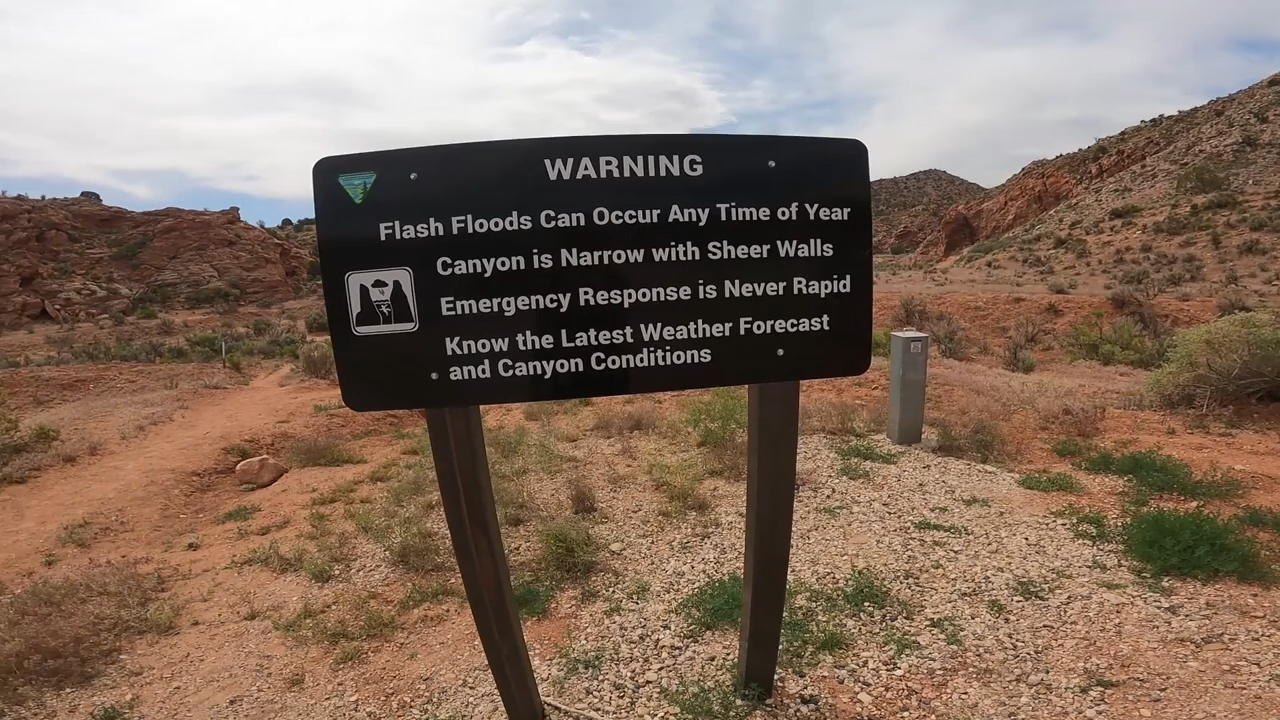 WARNING
Flash Floods Can Occur Any Time of Year
Canyon is Narrow with Sheer Walls
Emergency Response is Never Rapid
Know the Latest Weather Forecast
and Canyon Conditions